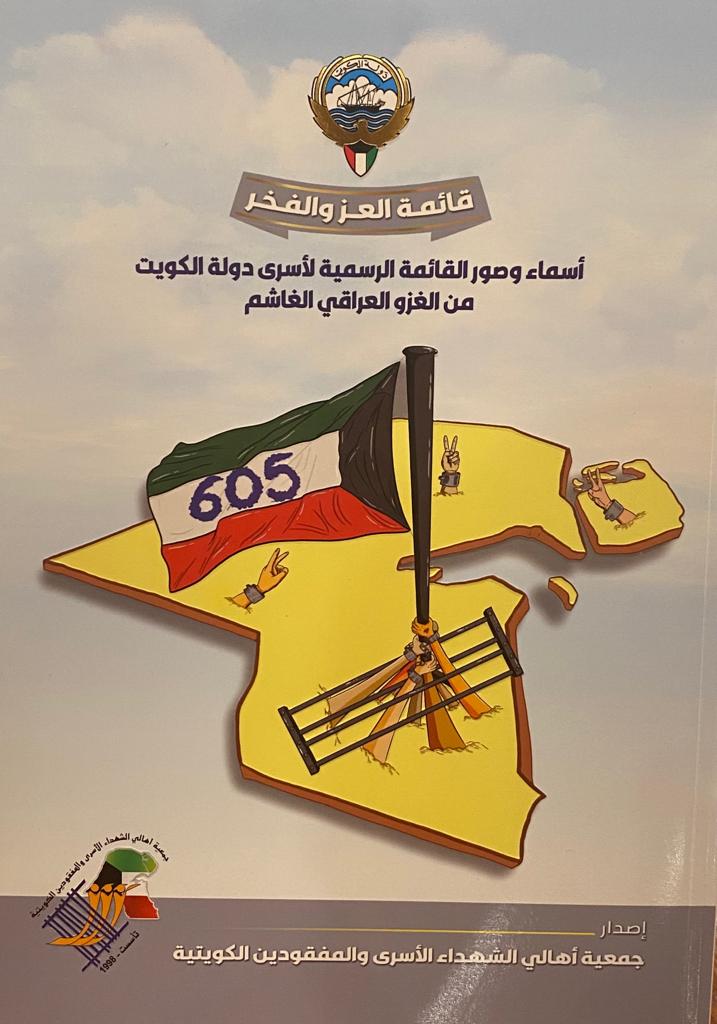 دولة الكويت
قائمة العز والفخر
أسماء وصور القائمة الرسمية لأسرى دولة الكويت
من الغزو العراقي الغاشم
605
جمعية أهالي الشهداء الأسرى والمفقودين الكويتية
تأسست - 1998
إصدار
جمعية أهالي الشهداء الأسرى والمفقودين الكويتية